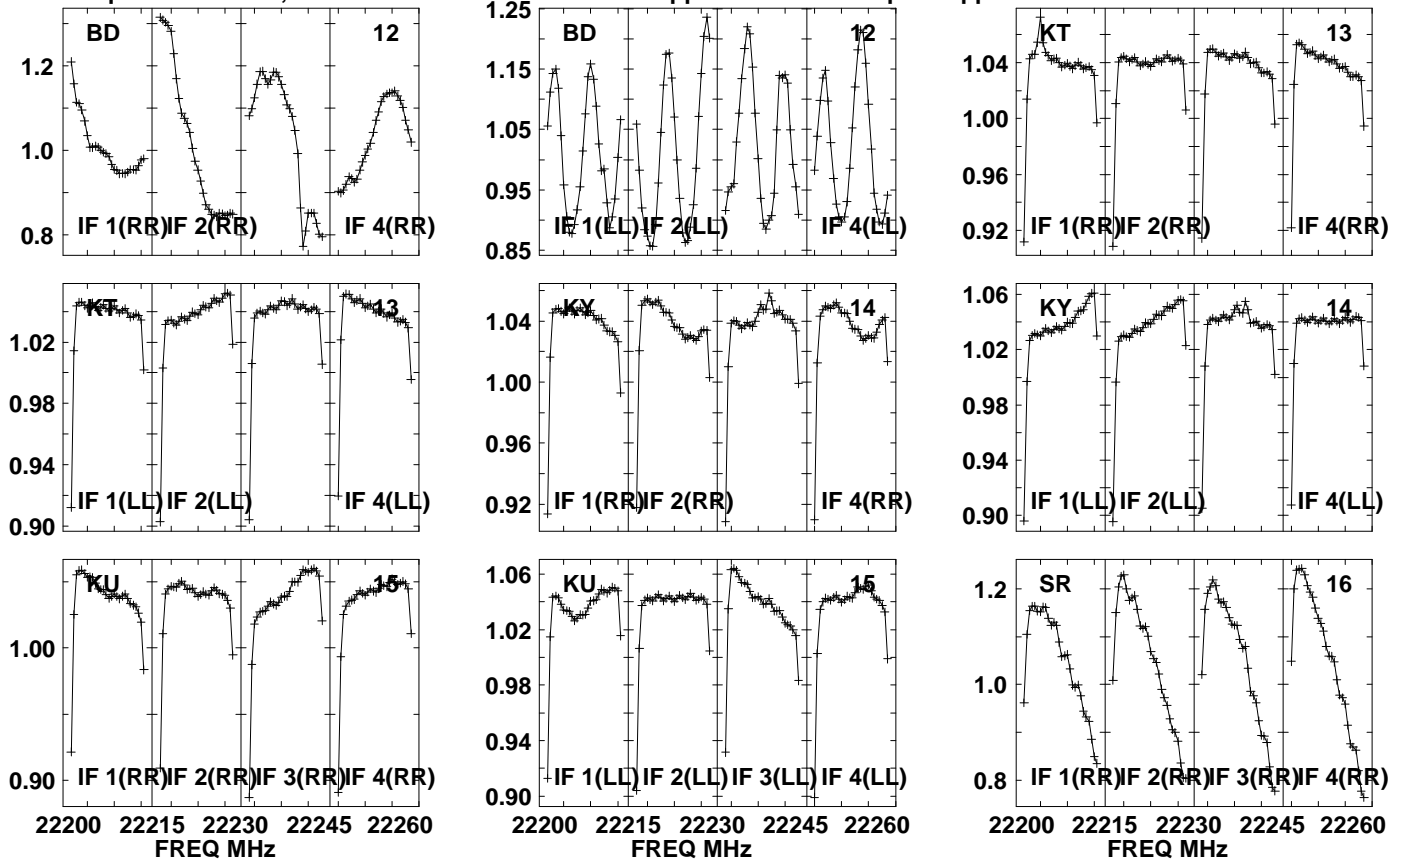 1.2
1.0
0.8
BD
12
IF 1(RR)
IF 2(RR)
IF 4(RR)
1.25
1.15
1.05
0.95
0.85
BD
12
IF 1(LL)
IF 2(LL)
IF 4(LL)
1.04
1.00
0.96
0.92
KT
13
IF 1(RR)
IF 2(RR)
IF 4(RR)
1.02
0.98
0.94
0.90
KT
13
IF 1(LL)
IF 2(LL)
IF 4(LL)
1.04
1.00
0.96
0.92
KY
14
IF 1(RR)
IF 2(RR)
IF 4(RR)
1.06
1.02
0.98
0.94
0.90
KY
14
IF 1(LL)
IF 2(LL)
IF 4(LL)
1.00
0.90
KU
15
IF 1(RR)
IF 2(RR)
IF 3(RR)
IF 4(RR)
22200 22215 22230 22245 22260
FREQ MHz
1.06
1.02
0.98
0.94
0.90
KU
15
IF 1(LL)
IF 2(LL)
IF 3(LL)
IF 4(LL)
22200 22215 22230 22245 22260
FREQ MHz
1.2
1.0
0.8
SR
16
IF 1(RR)
IF 2(RR)
IF 3(RR)
IF 4(RR)
22200 22215 22230 22245 22260
FREQ MHz